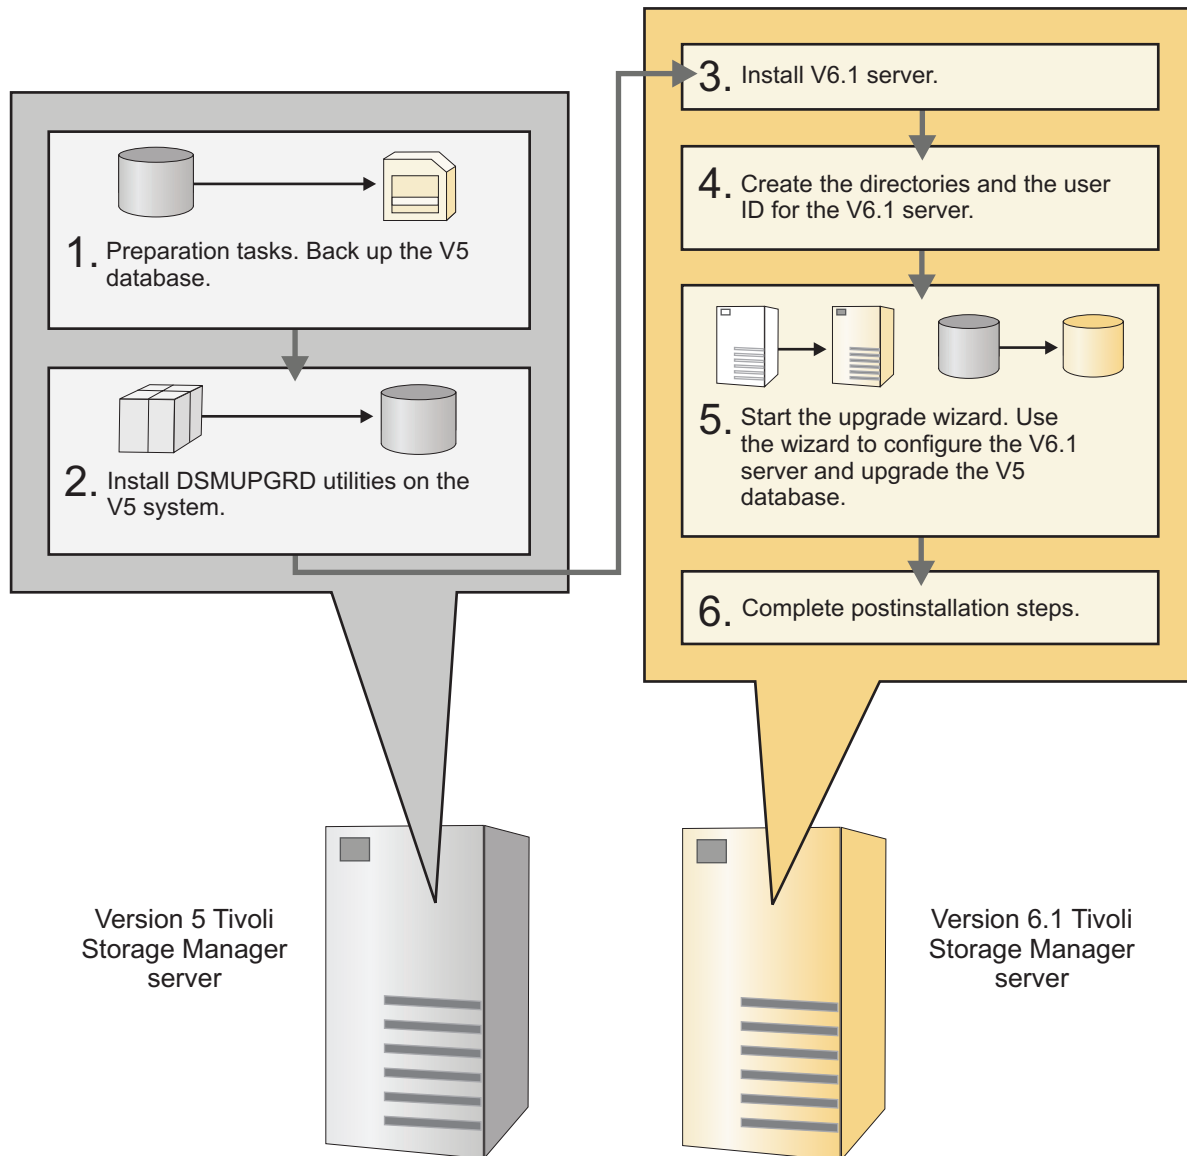 1. Preparation tasks. Back up the V5
database.
2. Install DSMUPGRD utilities on the
V5 system.
3. Install V6.1 server.
4. Create the directories and the user
ID for the V6.1 server.
5. Start the upgrade wizard. Use
the wizard to configure the V6.1
server and upgrade the V5
database.
6. Complete postinstallation steps.
Version 5 Tivoli
Storage Manager
server
Version 6.1 Tivoli
Storage Manager
server